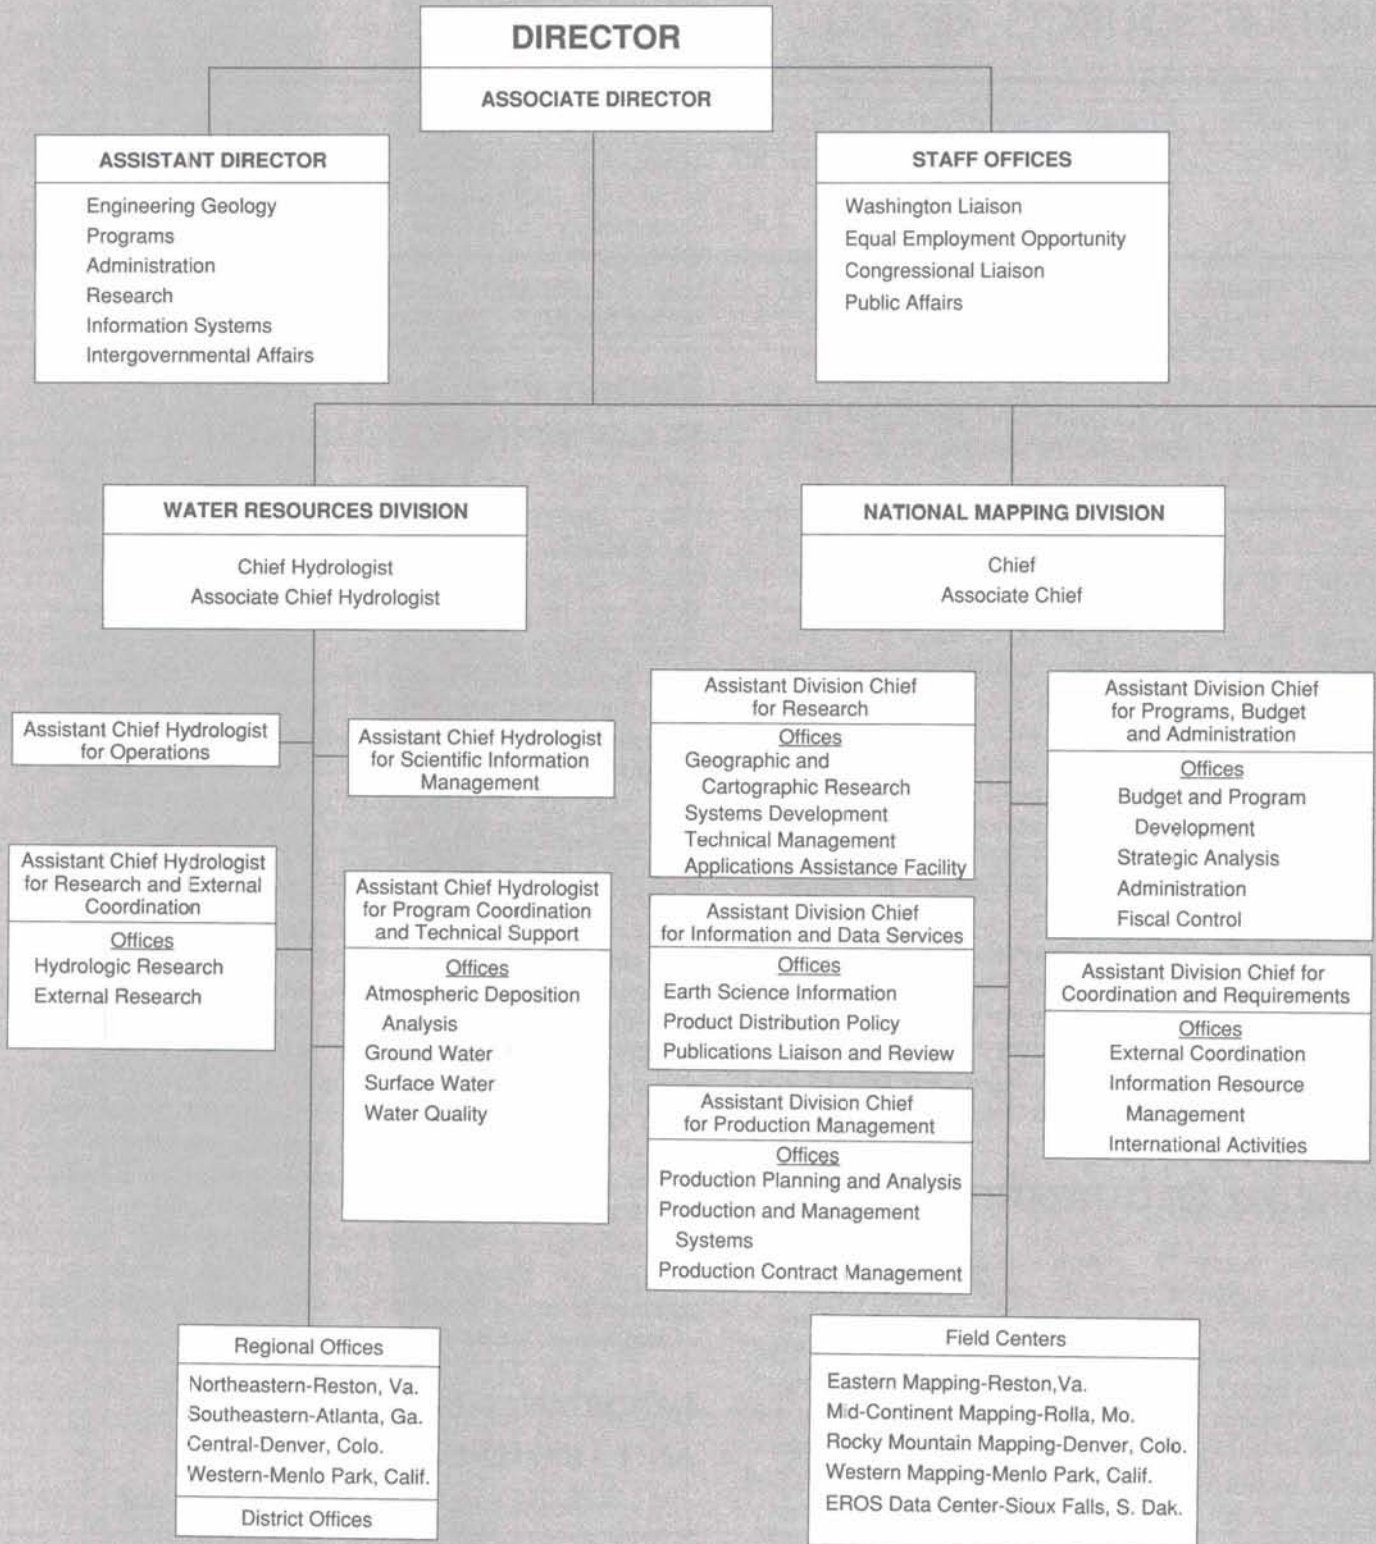 DIRECTOR
ASSOCIATE DIRECTOR
ASSISTANT DIRECTOR
Engineering Geology
Programs
Administration
Research
Information Systems
Intergovernmental Affairs
STAFF OFFICES
Washington Liaison
Equal Employment Opportunity
Congressional Liaison
Public Affairs
WATER RESOURCES DIVISION
Chief Hydrologist
Associate Chief Hydrologist
Assistant Chief Hydrologist
for Operations
Assistant Chief Hydrologist
for Scientific Information
Management
Assistant Chief Hydrologist
for Research and External
Coordination
Offices
Hydrologic Research
External Research
Assistant Chief Hydrologist
for Program Coordination
and Technical Support
Offices
Atmospheric Deposition
Analysis
Ground Water
Surface Water
Water Quality
Regional Offices
Northeastern-Reston, Va.
Southeastern-Atlanta, Ga.
Central-Denver, Colo.
Western-Menlo Park, Calif.
District Offices
NATIONAL MAPPING DIVISION
Chief
Associate Chief
Assistant Division Chief
for Research
Offices
Geographic and
Cartographic Research
Systems Development
Technical Management
Applications Assistance Facility
Assistant Division Chief
for Programs, Budget
and Administration
Offices
Budget and Program
Development
Strategic Analysis
Administration
Fiscal Control
Assistant Division Chief
for Information and Data Services
Offices
Earth Science Information
Product Distribution Policy
Publications Liaison and Review
Assistant Division Chief for
Coordination and Requirements
Offices
External Coordination
Information Resource
Management
International Activities
Assistant Division Chief
for Production Management
Offices
Production Planning and Analysis
Production and Management
Systems
Production Contract Management
Field Centers
Eastern Mapping-Reston,Va.
Mid-Continent Mapping-Rolla, Mo.
Rocky Mountain Mapping-Denver, Colo.
Western Mapping-Menlo Park, Calif.
EROS Data Center-Sioux Falls, S. Dak.